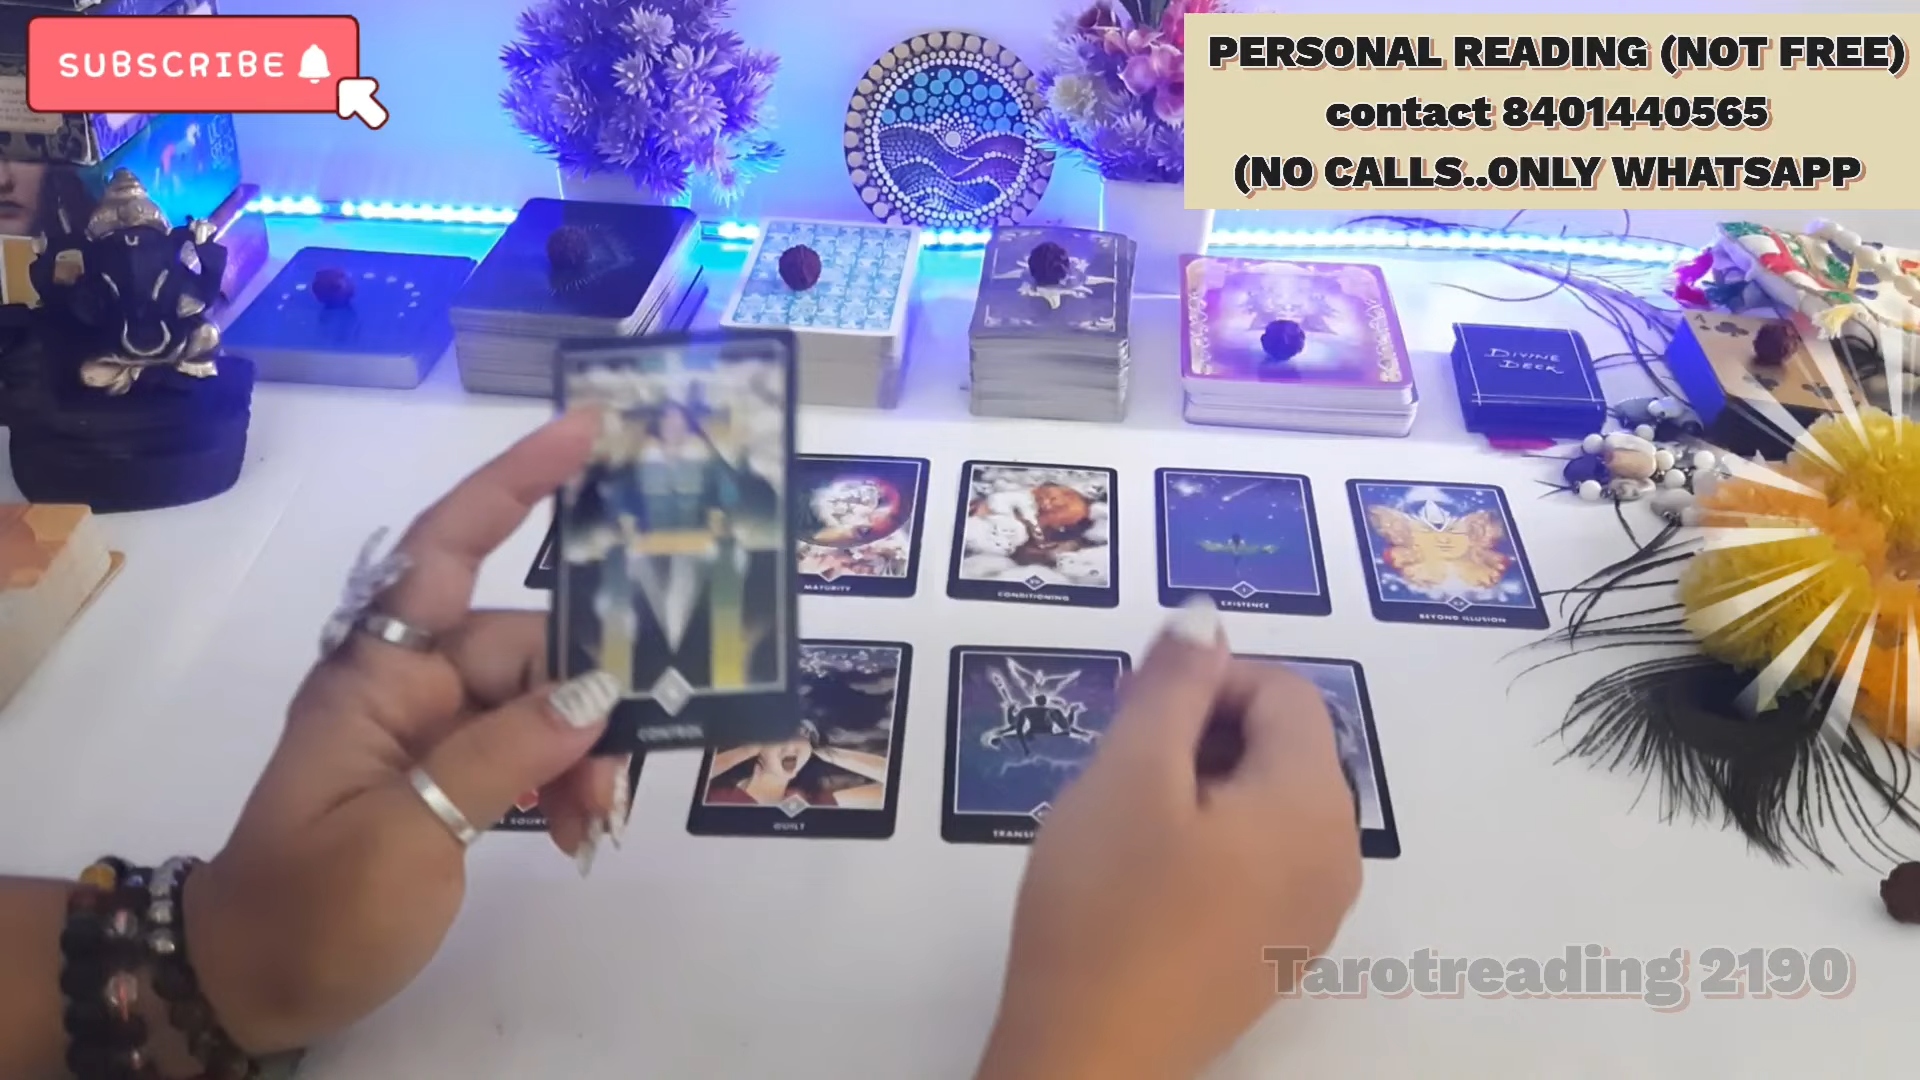 SUBSCRIBE
PERSONAL READING (NOT FREE)
contact 8401440565
(NO CALLS..ONLY WHATSAPP
DIVINE
DECK
MATURITY
XV
CONDITIONING
EXISTENCE
BEYOND ILLUSION
CONTROL
GUILT
Tarotreading 2190